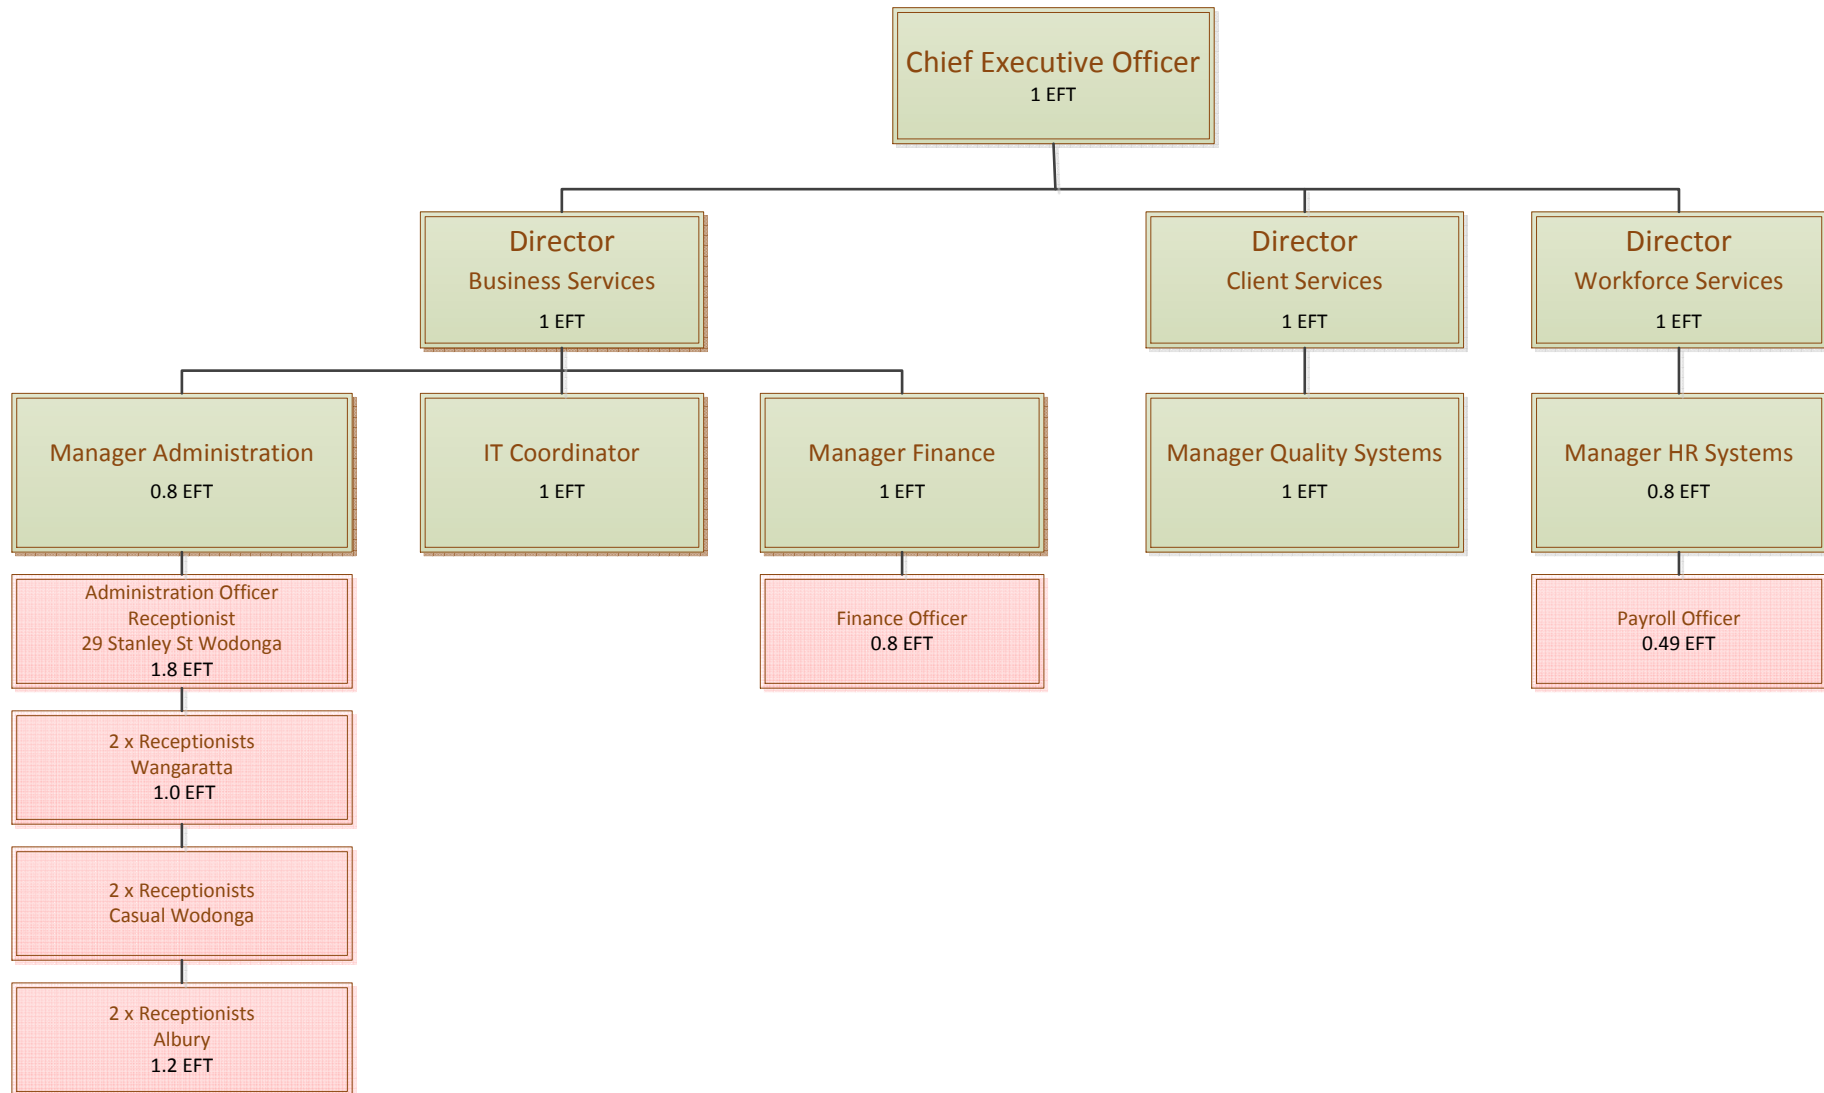 Chief Executive Officer
1 EFT
Director
Business Services
1 EFT
Director
Client Services
1 EFT
Director
Workforce Services
1 EFT
Manager Administration
0.8 EFT
IT Coordinator
1 EFT
Manager Finance
1 EFT
Manager Quality Systems
1 EFT
Manager HR Systems
0.8 EFT
Administration Officer
Receptionist
29 Stanley St Wodonga
1.8 EFT
Finance Officer
0.8 EFT
Payroll Officer
0.49 EFT
2 x Receptionists
Wangaratta
1.0 EFT
2 x Receptionists
Casual Wodonga
2 x Receptionists
Albury
1.2 EFT